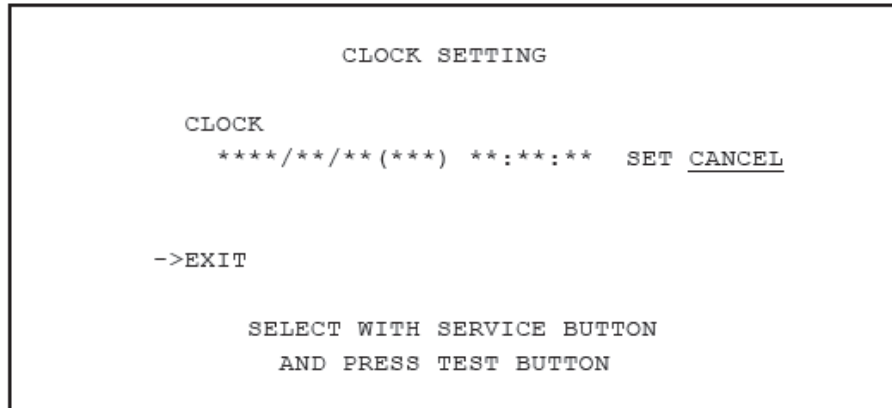 CLOCK SETTING
CLOCK
****/**/**(***) **:**:** SET CANCEL
->EXIT
SELECT WITH SERVICE BUTTON
AND PRESS TEST BUTTON